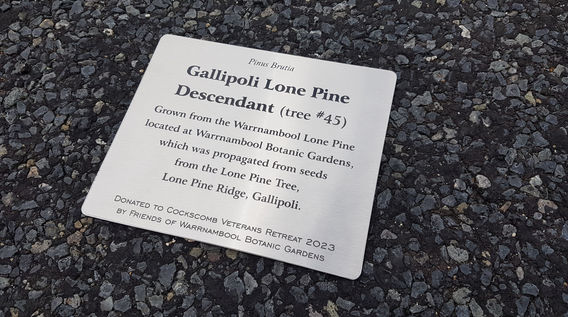 Pinus Brutia
Gallipoli Lone Pine
Descendant (tree #45)
Grown from the Warrnambool Lone Pine
located at Warrnambool Botanic Gardens,
which was propagated from seeds
from the Lone Pine Tree,
Lone Pine Ridge, Gallipoli.
Donated to Cockscomb Veterans Retreat 2023
by Friends of Warrnambool Botanic Gardens